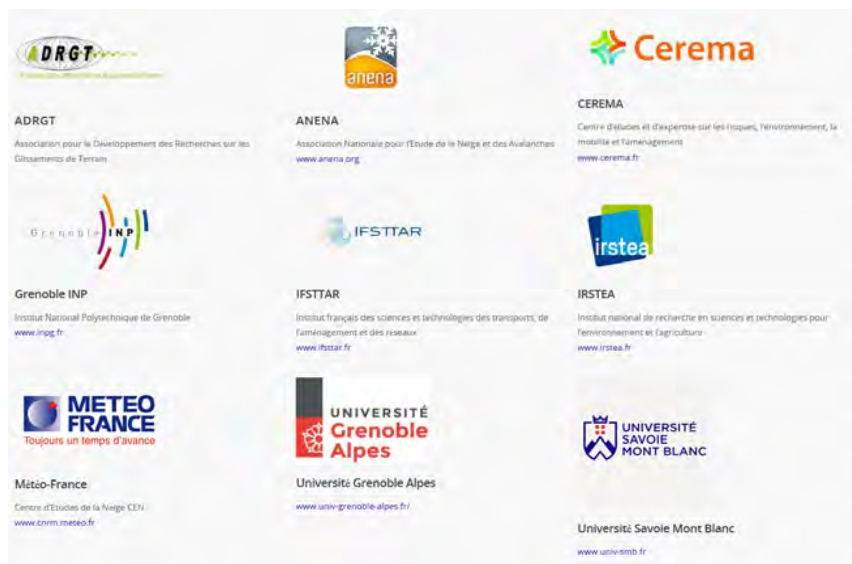 ADRGT
anena
Cerema
ADRGT
Association pour le Développement des Recherches sur les
Glissements de Terrain
ANENA
Association Nationale pour l'Etude de la Neige et des Avalanches
www.anena.org
CEREMA
Centre d'études et d'expertise sur les risques, l'environnement, la
mobilité et l'aménagement
www.cerema.fr
Grenoble INP
IFSTTAR
irstea
Grenoble INP
Institut National Polytechnique de Grenoble
www.inpg.fr
IFSTTAR
Institut français des sciences et technologies des transports, de
l'aménagement et des réseaux
www.ifsttar.fr
IRSTEA
Institut national de recherche en sciences et technologies pour
l'environnement et l'agriculture
www.irstea.fr
METEO
FRANCE
Toujours un temps d'avance
UNIVERSITÉ
Grenoble
Alpes
UNIVERSITÉ
SAVOIE
MONT BLANC
Météo-France
Centre d'Etudes de la Neige CEN
www.cnrm.meteo.fr
Université Grenoble Alpes
www.univ-grenoble-alpes.fr/
Université Savoie Mont Blanc
www.univ-smb.fr